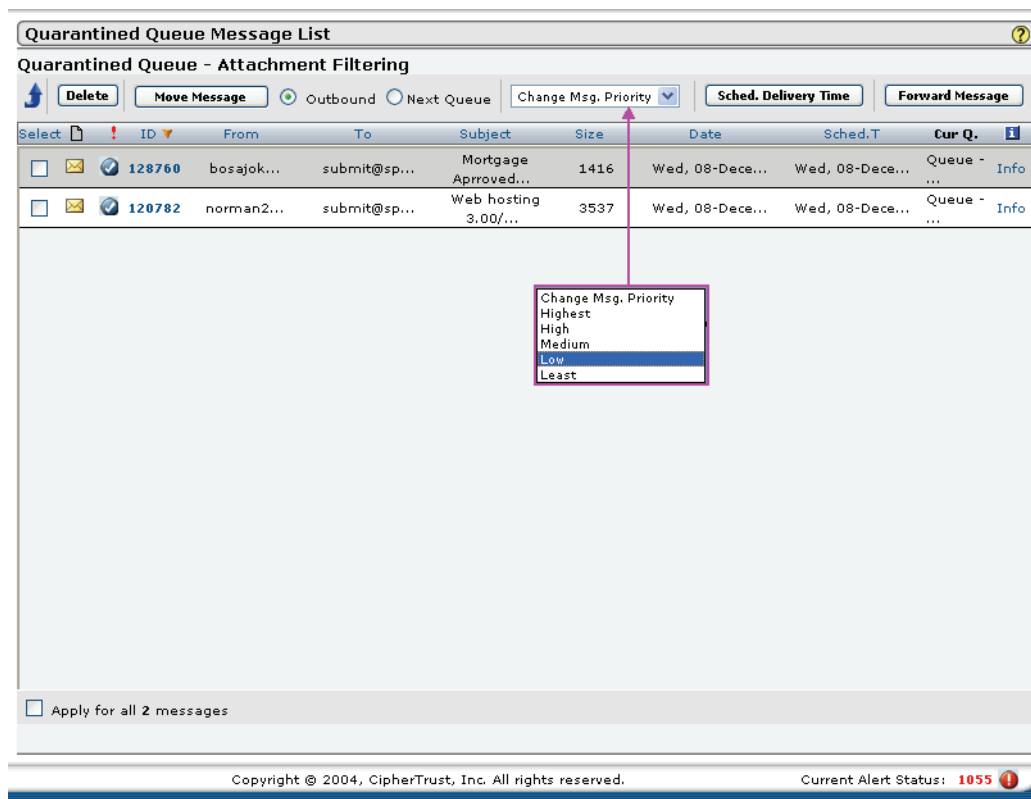 Quarantined Queue Message List ?
Quarantined Queue - Attachment Filtering
Delete Move Message Outbound Next Queue Change Msg. Priority Sched. Delivery Time Forward Message
Select ! ID From To Subject Size Date Sched.T Cur Q. i
128760 bosajok... submit@sp... Mortgage Aprroved... 1416 Wed, 08-Dece... Wed, 08-Dece... Queue - ... Info
120782 norman2... submit@sp... Web hosting 3.00/... 3537 Wed, 08-Dece... Wed, 08-Dece... Queue - ... Info
Change Msg. Priority
Highest
High
Medium
Low
Least
Apply for all 2 messages
Copyright © 2004, CipherTrust, Inc. All rights reserved. Current Alert Status: 1055 !